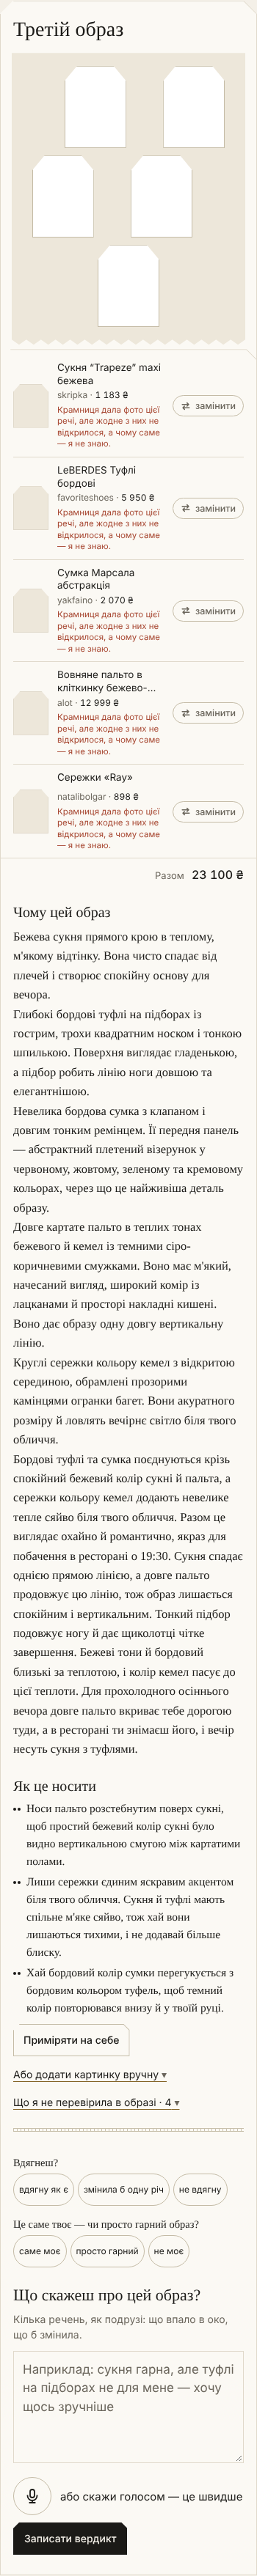 Третій образ
Сукня “Trapeze” maxi
бежева
skripka · 1 183 ₴
Крамниця дала фото цієї
речі, але жодне з них не
відкрилося, а чому саме
— я не знаю.
замінити
LeBERDES Туфлі
бордові
favoriteshoes · 5 950 ₴
Крамниця дала фото цієї
речі, але жодне з них не
відкрилося, а чому саме
— я не знаю.
замінити
Сумка Марсала
абстракція
yakfaino · 2 070 ₴
Крамниця дала фото цієї
речі, але жодне з них не
відкрилося, а чому саме
— я не знаю.
замінити
Вовняне пальто в
кліткинку бежево-...
alot · 12 999 ₴
Крамниця дала фото цієї
речі, але жодне з них не
відкрилося, а чому саме
— я не знаю.
замінити
Сережки «Ray»
natalibolgar · 898 ₴
Крамниця дала фото цієї
речі, але жодне з них не
відкрилося, а чому саме
— я не знаю.
замінити
Разом 23 100 ₴
Чому цей образ
Бежева сукня прямого крою в теплому,
м'якому відтінку. Вона чисто спадає від
плечей і створює спокійну основу для
вечора.
Глибокі бордові туфлі на підборах із
гострим, трохи квадратним носком і тонкою
шпилькою. Поверхня виглядає гладенькою,
а підбор робить лінію ноги довшою та
елегантнішою.
Невелика бордова сумка з клапаном і
довгим тонким ремінцем. Її передня панель
— абстрактний плетений візерунок у
червоному, жовтому, зеленому та кремовому
кольорах, через що це найживіша деталь
образу.
Довге картате пальто в теплих тонах
бежевого й кемел із темними сіро-
коричневими смужками. Воно має м'який,
начесаний вигляд, широкий комір із
лацканами й просторі накладні кишені.
Воно дає образу одну довгу вертикальну
лінію.
Круглі сережки кольору кемел з відкритою
серединою, обрамлені прозорими
камінцями огранки багет. Вони акуратного
розміру й ловлять вечірнє світло біля твого
обличчя.
Бордові туфлі та сумка поєднуються крізь
спокійний бежевий колір сукні й пальта, а
сережки кольору кемел додають невелике
тепле сяйво біля твого обличчя. Разом це
виглядає охайно й романтично, якраз для
побачення в ресторані о 19:30. Сукня спадає
однією прямою лінією, а довге пальто
продовжує цю лінію, тож образ лишається
спокійним і вертикальним. Тонкий підбор
подовжує ногу й дає щиколотці чітке
завершення. Бежеві тони й бордовий
близькі за теплотою, і колір кемел пасує до
цієї теплоти. Для прохолодного осіннього
вечора довге пальто вкриває тебе дорогою
туди, а в ресторані ти знімаєш його, і вечір
несуть сукня з туфлями.
Як це носити
Носи пальто розстебнутим поверх сукні,
щоб простий бежевий колір сукні було
видно вертикальною смугою між картатими
полами.
Лиши сережки єдиним яскравим акцентом
біля твого обличчя. Сукня й туфлі мають
спільне м'яке сяйво, тож хай вони
лишаються тихими, і не додавай більше
блиску.
Хай бордовий колір сумки перегукується з
бордовим кольором туфель, щоб темний
колір повторювався внизу й у твоїй руці.
Приміряти на себе
Або додати картинку вручну ▾
Що я не перевірила в образі · 4 ▾
Вдягнеш?
вдягну як є
змінила б одну річ
не вдягну
Це саме твоє — чи просто гарний образ?
саме моє
просто гарний
не моє
Що скажеш про цей образ?
Кілька речень, як подрузі: що впало в око,
що б змінила.
Наприклад: сукня гарна, але туфлі
на підборах не для мене — хочу
щось зручніше
або скажи голосом — це швидше
Записати вердикт